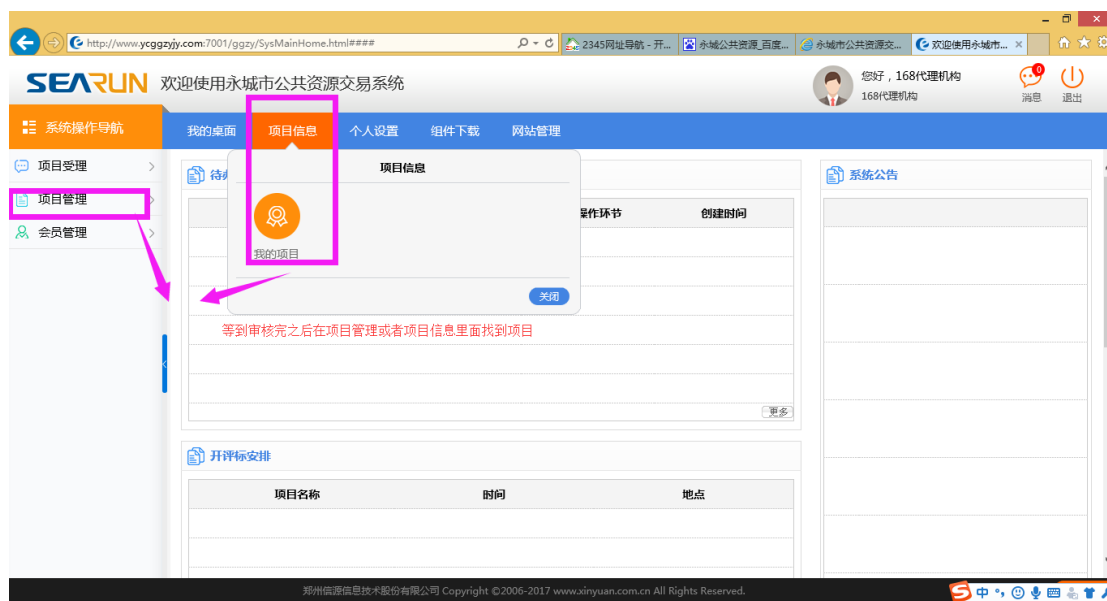 http://www.ycggzyjy.com:7001/ggzy/SysMainHome.html####
2345网址导航 - 开...
永城公共资源_百度...
永城市公共资源交...
欢迎使用永城市...
SEARUN 欢迎使用永城市公共资源交易系统
您好，168代理机构
168代理机构
0
消息
退出
系统操作导航
我的桌面 项目信息 个人设置 组件下载 网站管理
项目受理
项目管理
会员管理
项目信息
我的项目
关闭
操作环节 创建时间
系统公告
等到审核完之后在项目管理或者项目信息里面找到项目
更多
开评标安排
项目名称 时间 地点
郑州信源信息技术股份有限公司 Copyright ©2006-2017 www.xinyuan.com.cn All Rights Reserved.
中